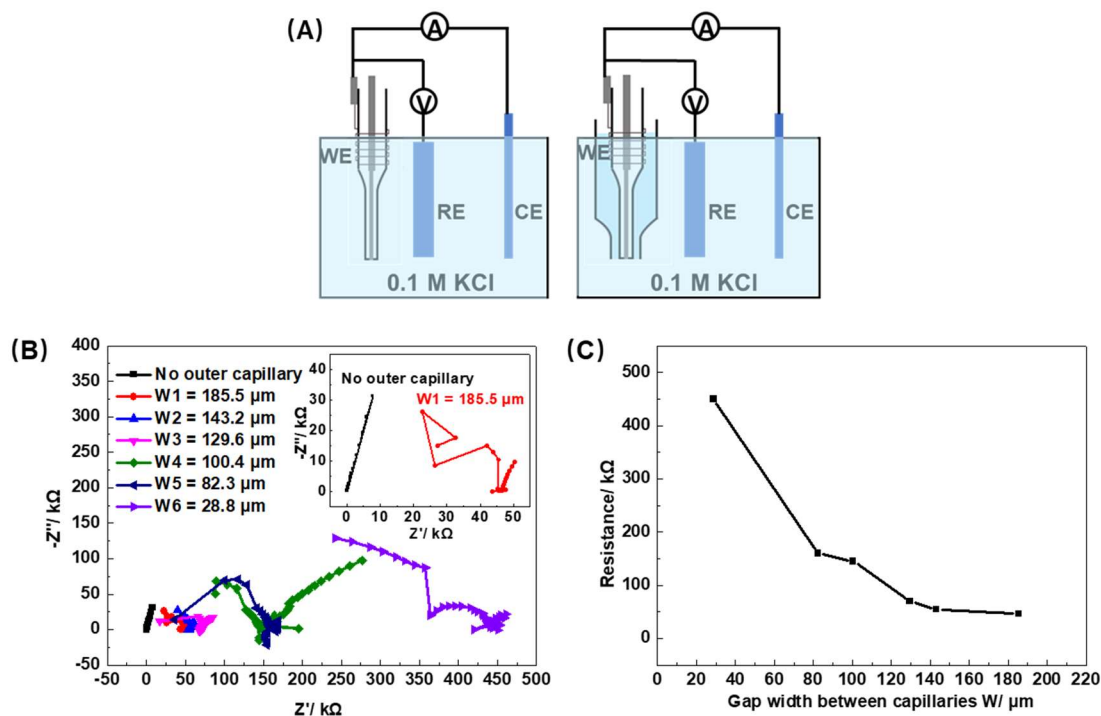 (A)
A
A
V
V
WE
RE
CE
0.1 M KCl
WE
RE
CE
0.1 M KCl
(B)
-Z''/ kΩ
400
350
300
250
200
150
100
50
0
-50
-50 0 50 100 150 200 250 300 350 400 450 500
Z'/ kΩ
No outer capillary
W1 = 185.5 µm
W2 = 143.2 µm
W3 = 129.6 µm
W4 = 100.4 µm
W5 = 82.3 µm
W6 = 28.8 µm
-Z''/ kΩ
40
30
20
10
0
0 10 20 30 40 50
Z'/ kΩ
No outer capillary
W1 = 185.5 µm
(C)
Resistance/ kΩ
500
400
300
200
100
0
0 20 40 60 80 100 120 140 160 180 200 220
Gap width between capillaries W/ µm